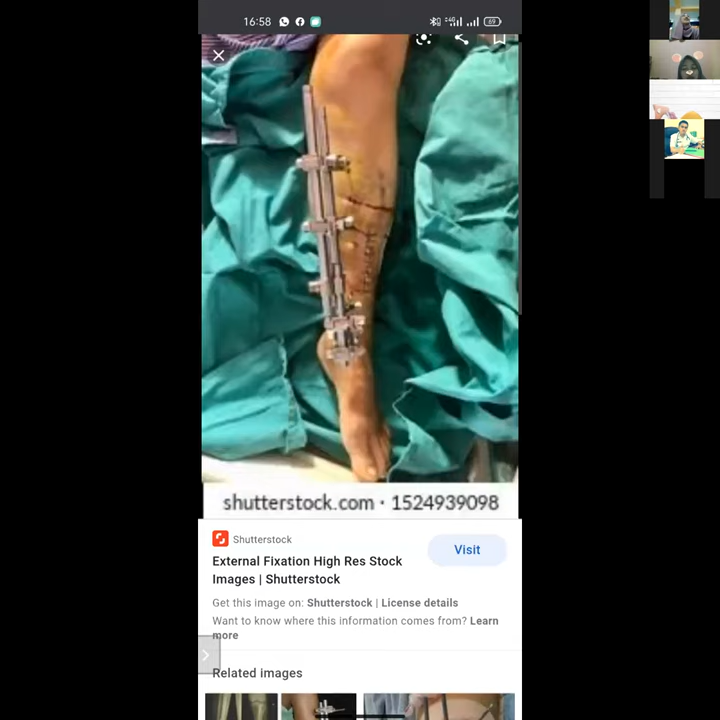 16:58
69
shutterstock.com · 1524939098
Shutterstock
External Fixation High Res Stock
Images | Shutterstock
Visit
Get this image on: Shutterstock | License details
Want to know where this information comes from? Learn
more
Related images